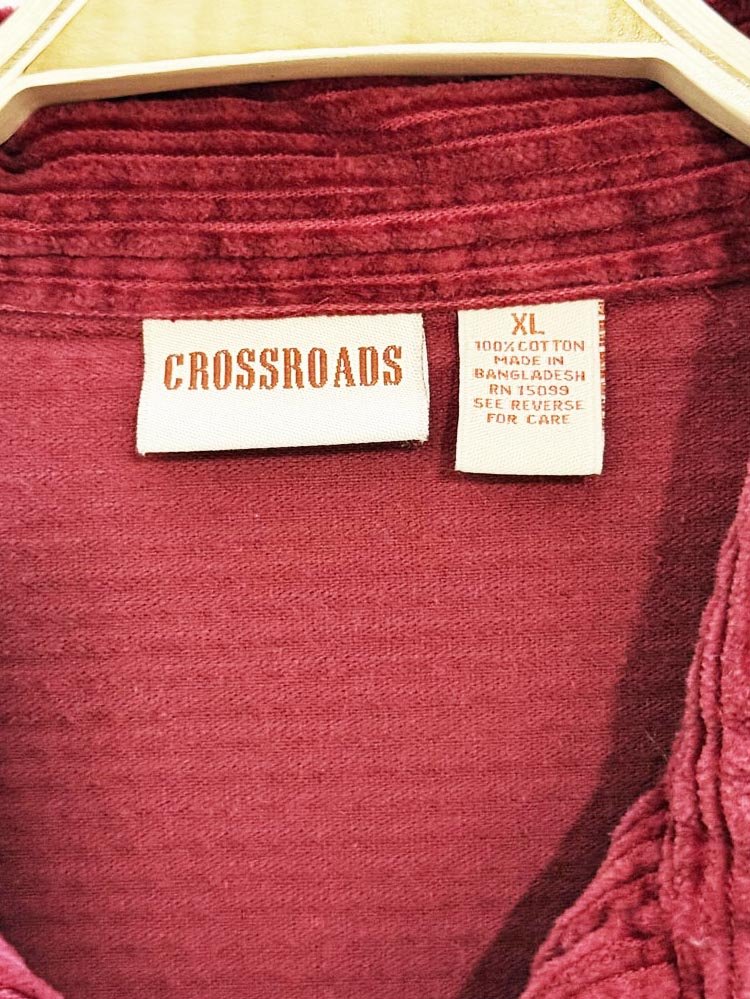 CROSSROADS
XL
100% COTTON
MADE IN
BANGLADESH
RN 15099
SEE REVERSE
FOR CARE